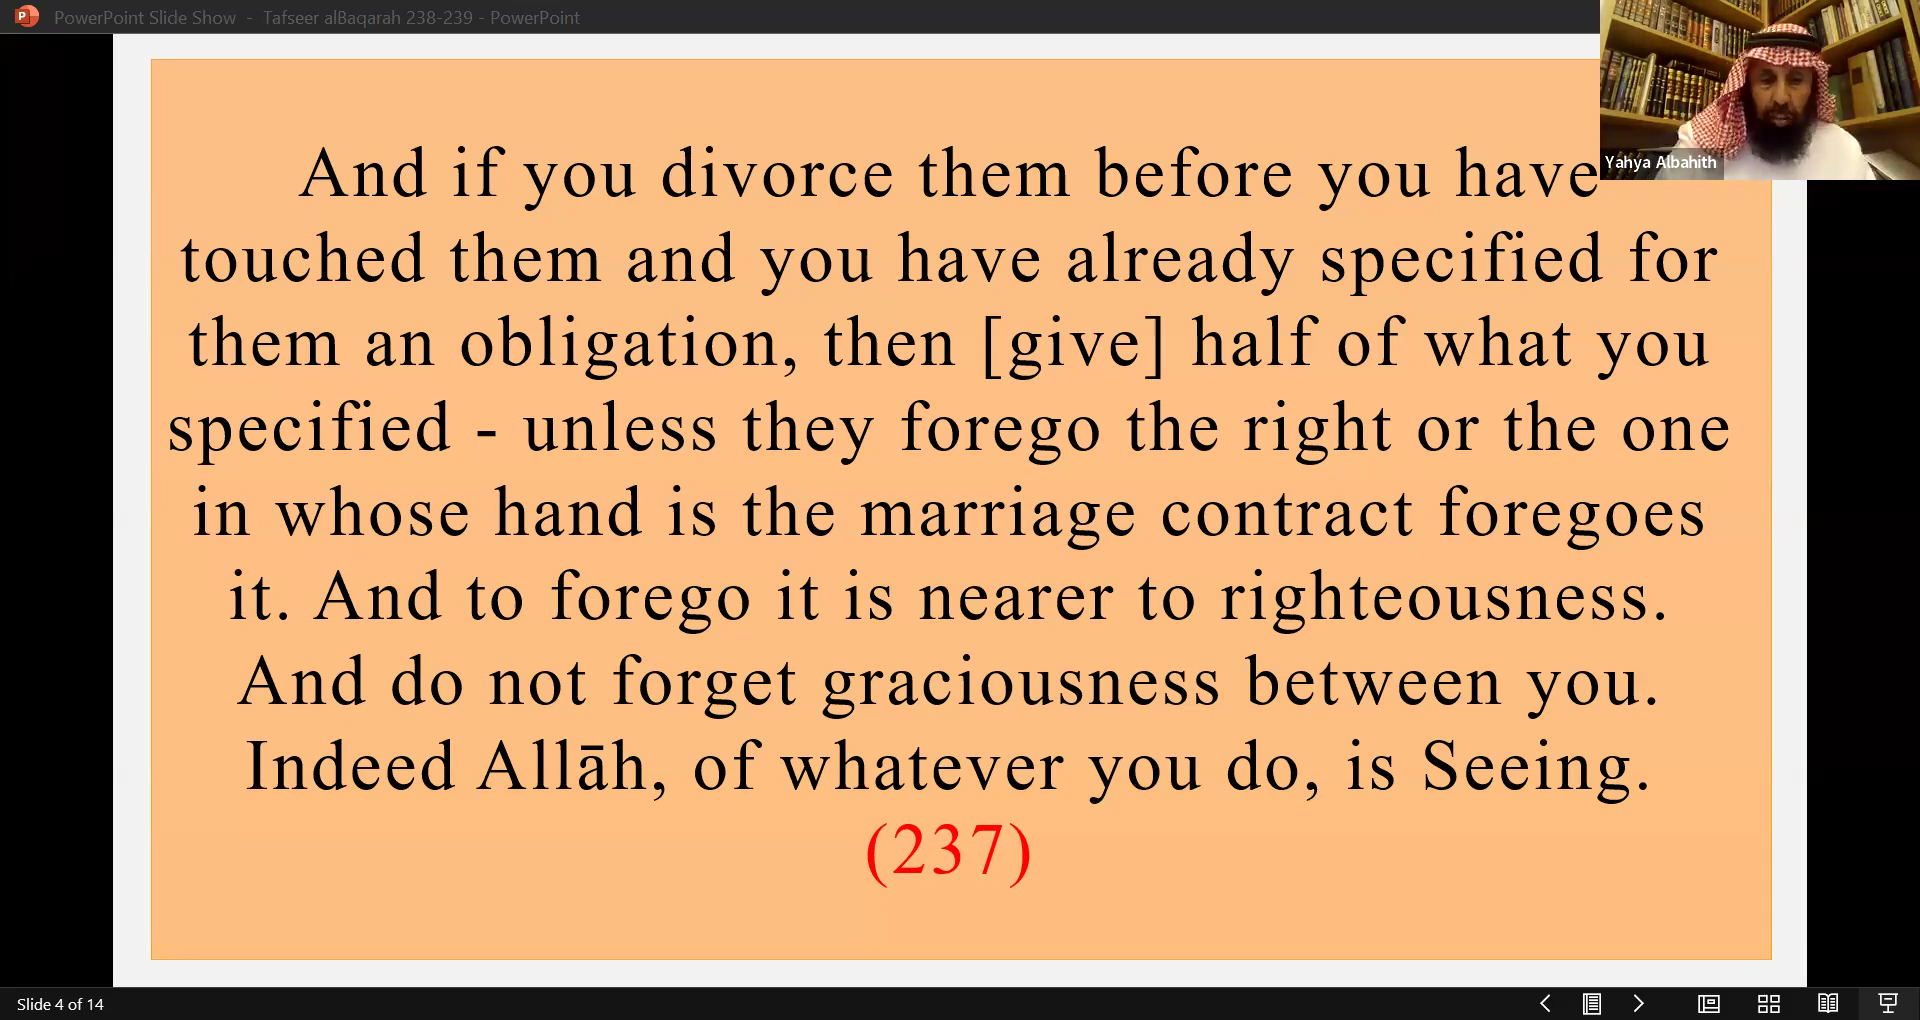 PowerPoint Slide Show - Tafseer alBaqarah 238-239 - PowerPoint
Yahya Albahith
And if you divorce them before you have
touched them and you have already specified for
them an obligation, then [give] half of what you
specified - unless they forego the right or the one
in whose hand is the marriage contract foregoes
it. And to forego it is nearer to righteousness.
And do not forget graciousness between you.
Indeed Allāh, of whatever you do, is Seeing.
(237)
Slide 4 of 14